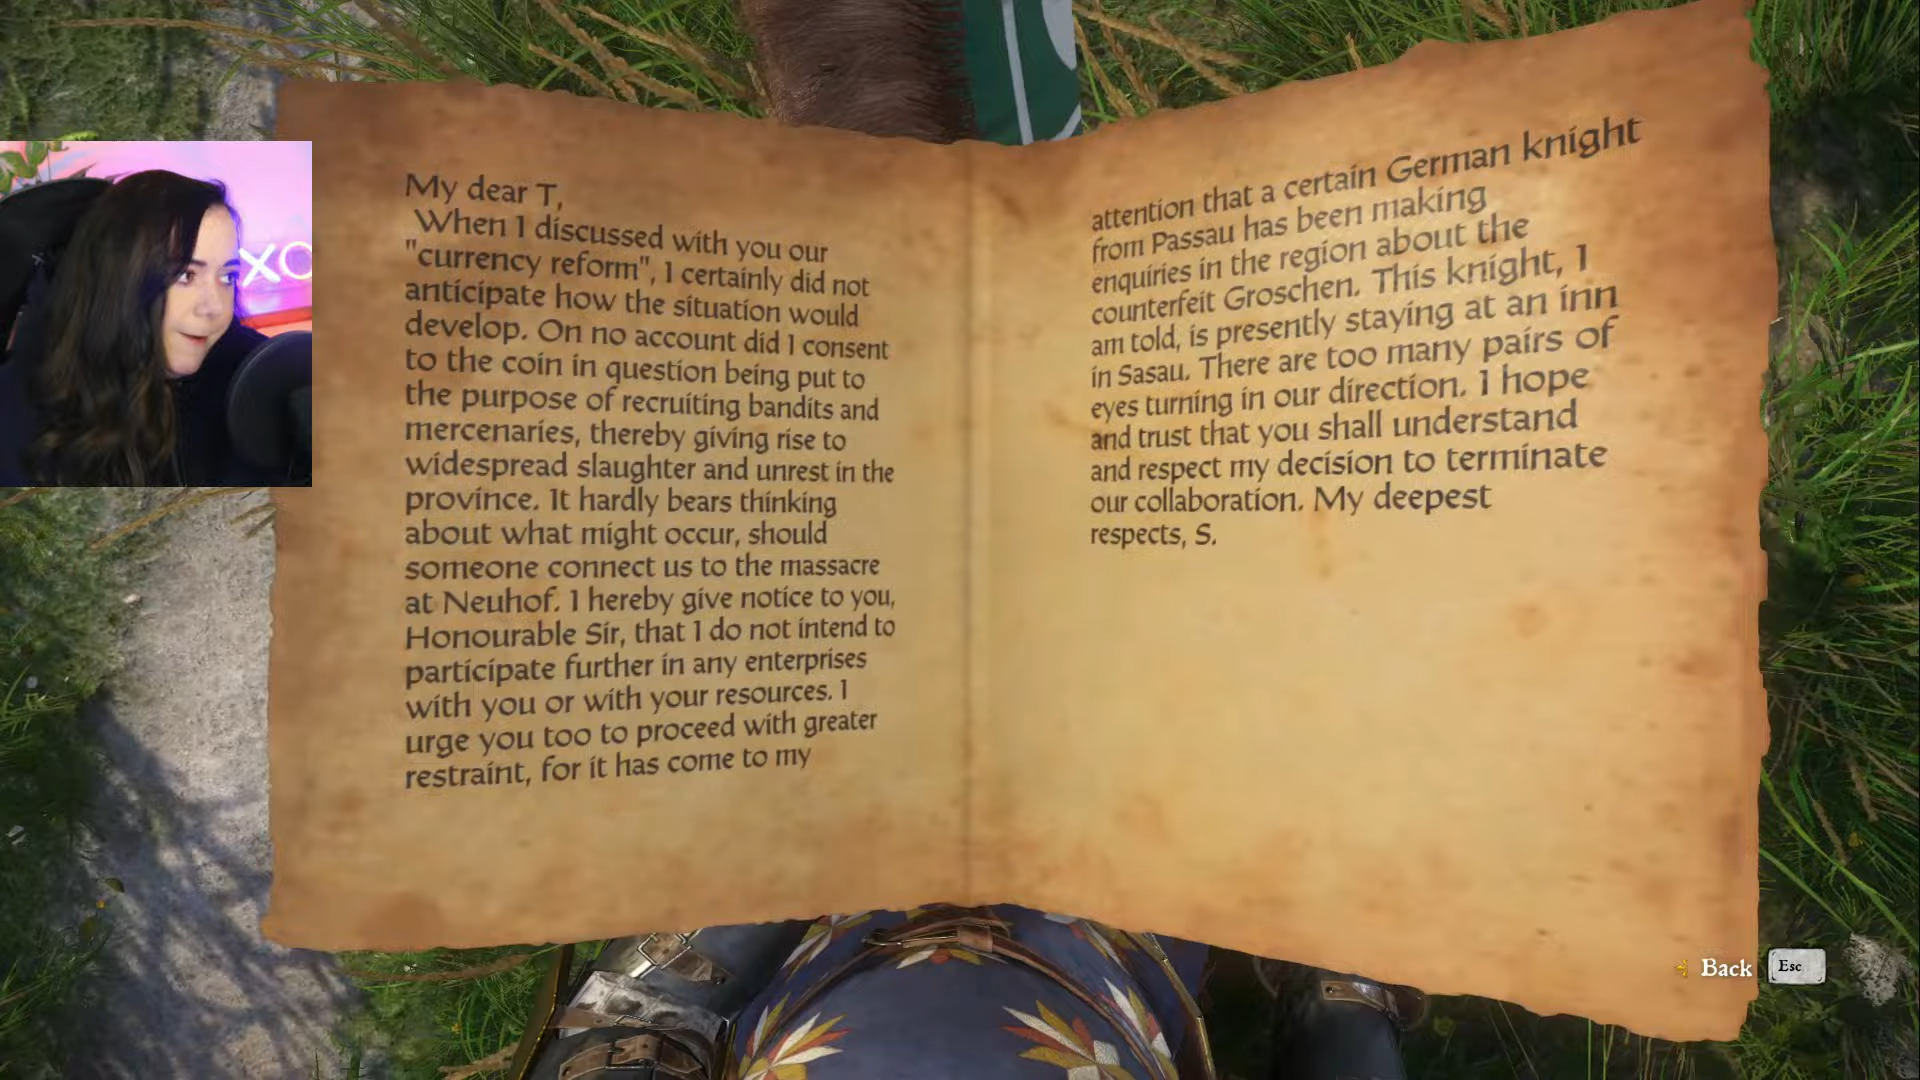 My dear T,
When I discussed with you our
"currency reform", I certainly did not
anticipate how the situation would
develop. On no account did I consent
to the coin in question being put to
the purpose of recruiting bandits and
mercenaries, thereby giving rise to
widespread slaughter and unrest in the
province. It hardly bears thinking
about what might occur, should
someone connect us to the massacre
at Neuhof. I hereby give notice to you,
Honourable Sir, that I do not intend to
participate further in any enterprises
with you or with your resources. I
urge you too to proceed with greater
restraint, for it has come to my
attention that a certain German knight
from Passau has been making
enquiries in the region about the
counterfeit Groschen. This knight, I
am told, is presently staying at an inn
in Sasau. There are too many pairs of
eyes turning in our direction. I hope
and trust that you shall understand
and respect my decision to terminate
our collaboration. My deepest
respects, S.
XO
Back Esc